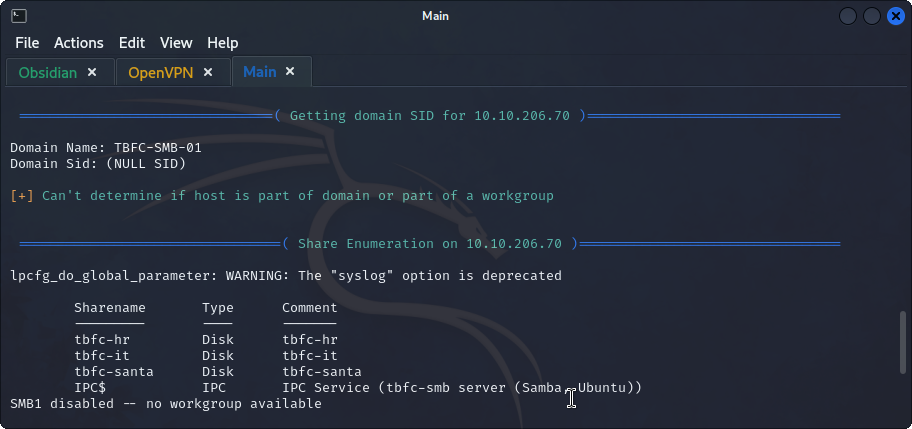 Main
File Actions Edit View Help
Obsidian × OpenVPN × Main ×
( Getting domain SID for 10.10.206.70 )
Domain Name: TBFC-SMB-01
Domain Sid: (NULL SID)
[+] Can't determine if host is part of domain or part of a workgroup
( Share Enumeration on 10.10.206.70 )
lpcfg_do_global_parameter: WARNING: The "syslog" option is deprecated
Sharename Type Comment
--------- ---- -------
tbfc-hr Disk tbfc-hr
tbfc-it Disk tbfc-it
tbfc-santa Disk tbfc-santa
IPC$ IPC IPC Service (tbfc-smb server (Samba, Ubuntu))
SMB1 disabled -- no workgroup available